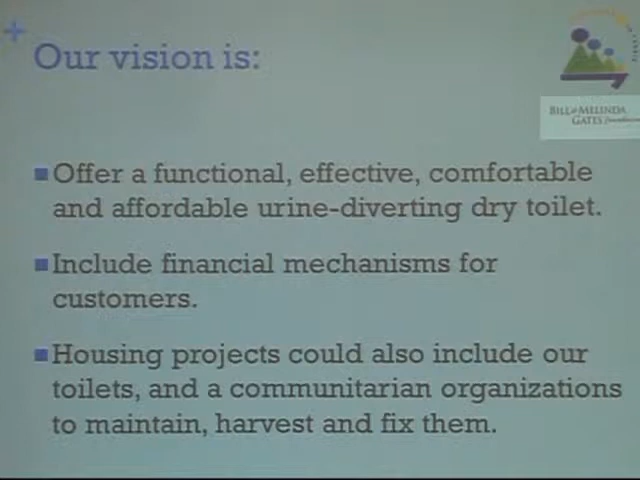 +
Our vision is:
BILL & MELINDA
GATES foundation
Offer a functional, effective, comfortable
and affordable urine-diverting dry toilet.
Include financial mechanisms for
customers.
Housing projects could also include our
toilets, and a communitarian organizations
to maintain, harvest and fix them.